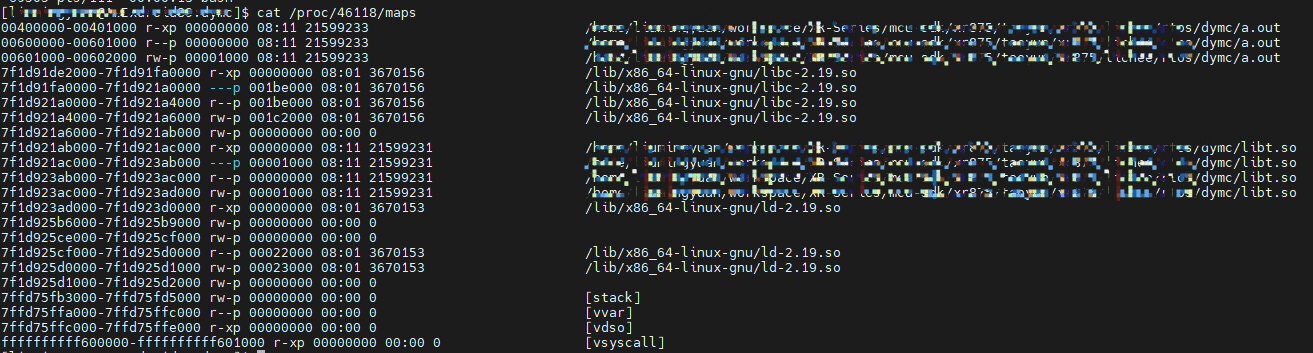 cat /proc/46118/maps
00400000-00401000 r-xp 00000000 08:11 21599233 /dymc/a.out
00600000-00601000 r--p 00000000 08:11 21599233 /dymc/a.out
00601000-00602000 rw-p 00001000 08:11 21599233 /dymc/a.out
7f1d91de2000-7f1d91fa0000 r-xp 00000000 08:01 3670156 /lib/x86_64-linux-gnu/libc-2.19.so
7f1d91fa0000-7f1d921a0000 ---p 001be000 08:01 3670156 /lib/x86_64-linux-gnu/libc-2.19.so
7f1d921a0000-7f1d921a4000 r--p 001be000 08:01 3670156 /lib/x86_64-linux-gnu/libc-2.19.so
7f1d921a4000-7f1d921a6000 rw-p 001c2000 08:01 3670156 /lib/x86_64-linux-gnu/libc-2.19.so
7f1d921a6000-7f1d921ab000 rw-p 00000000 00:00 0
7f1d921ab000-7f1d921ac000 r-xp 00000000 08:11 21599231 /dymc/libt.so
7f1d921ac000-7f1d923ab000 ---p 00001000 08:11 21599231 /dymc/libt.so
7f1d923ab000-7f1d923ac000 r--p 00000000 08:11 21599231 /dymc/libt.so
7f1d923ac000-7f1d923ad000 rw-p 00001000 08:11 21599231 /dymc/libt.so
7f1d923ad000-7f1d923d0000 r-xp 00000000 08:01 3670153 /lib/x86_64-linux-gnu/ld-2.19.so
7f1d925b6000-7f1d925b9000 rw-p 00000000 00:00 0
7f1d925ce000-7f1d925cf000 rw-p 00000000 00:00 0
7f1d925cf000-7f1d925d0000 r--p 00022000 08:01 3670153 /lib/x86_64-linux-gnu/ld-2.19.so
7f1d925d0000-7f1d925d1000 rw-p 00023000 08:01 3670153 /lib/x86_64-linux-gnu/ld-2.19.so
7f1d925d1000-7f1d925d2000 rw-p 00000000 00:00 0
7ffd75fb3000-7ffd75fd5000 rw-p 00000000 00:00 0 [stack]
7ffd75ffa000-7ffd75ffc000 r--p 00000000 00:00 0 [vvar]
7ffd75ffc000-7ffd75ffe000 r-xp 00000000 00:00 0 [vdso]
ffffffffff600000-ffffffffff601000 r-xp 00000000 00:00 0 [vsyscall]